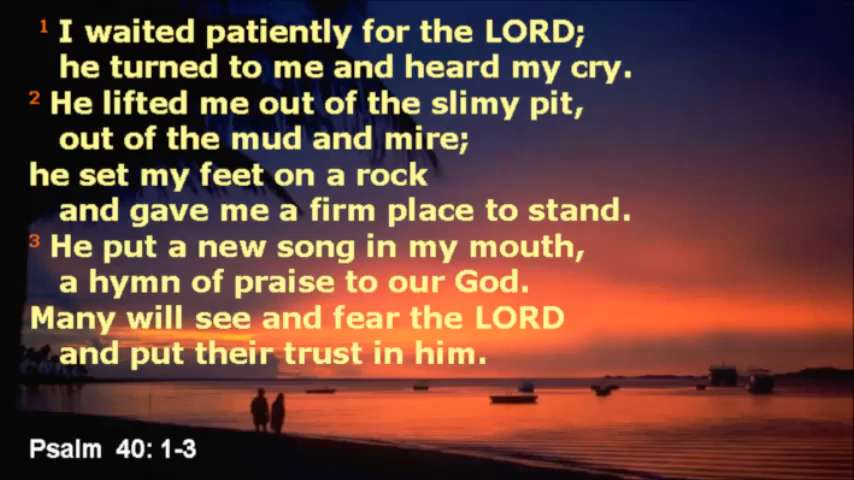 1 I waited patiently for the LORD;
he turned to me and heard my cry.
2 He lifted me out of the slimy pit,
out of the mud and mire;
he set my feet on a rock
and gave me a firm place to stand.
3 He put a new song in my mouth,
a hymn of praise to our God.
Many will see and fear the LORD
and put their trust in him.
Psalm 40: 1-3